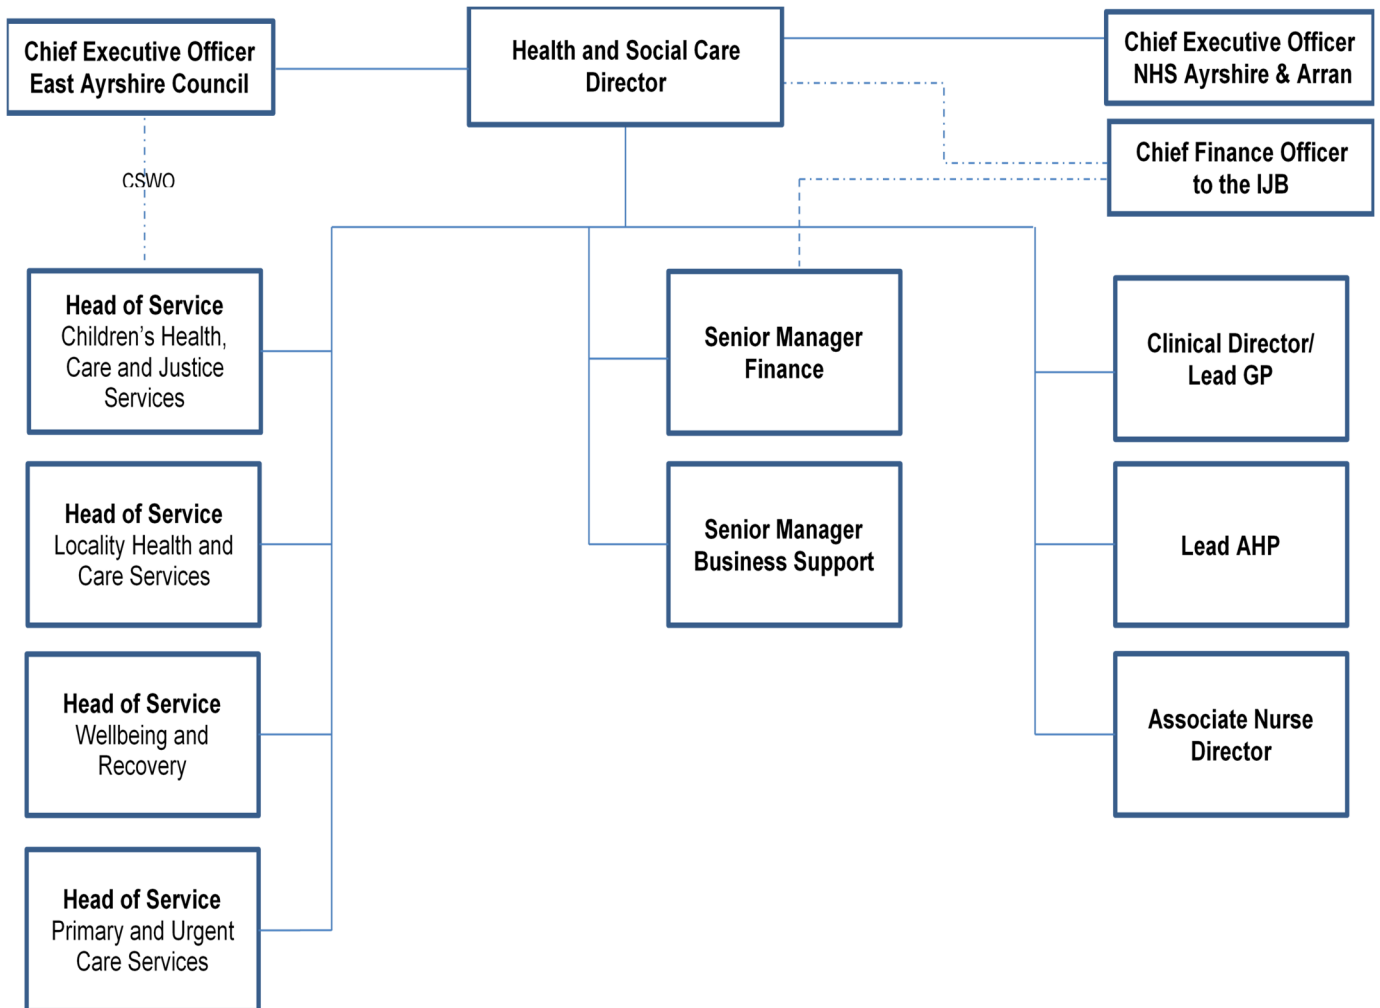 Chief Executive Officer
East Ayrshire Council
Health and Social Care
Director
Chief Executive Officer
NHS Ayrshire & Arran
Chief Finance Officer
to the IJB
CSWO
Head of Service
Children’s Health,
Care and Justice
Services
Senior Manager
Finance
Clinical Director/
Lead GP
Head of Service
Locality Health and
Care Services
Senior Manager
Business Support
Lead AHP
Head of Service
Wellbeing and
Recovery
Associate Nurse
Director
Head of Service
Primary and Urgent
Care Services